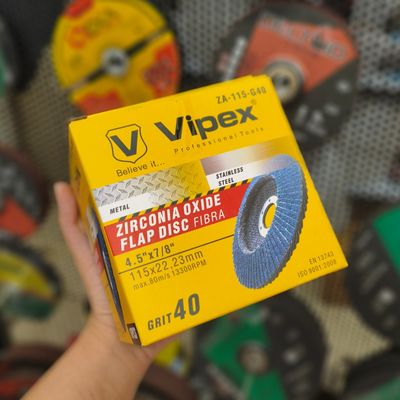 ZA-115-G40
V Vipex®
Professional Tools
Believe it...
METAL
STAINLESS
STEEL
ZIRCONIA OXIDE
FLAP DISC FIBRA
4.5"x7/8"
115x22.23mm
max.80m/s 13300RPM
GRIT 40
EN 13743
ISO 9001:2008